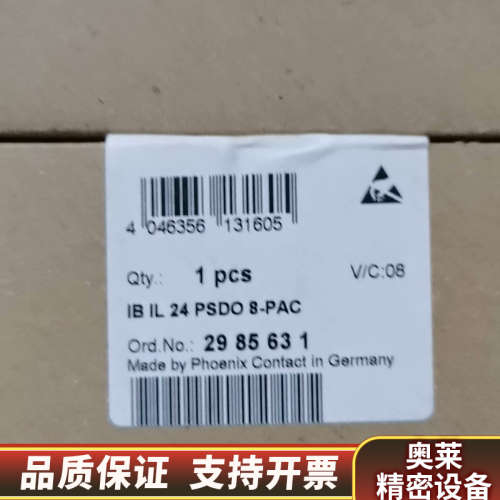 4 046356 131605
Qty.: 1 pcs V/C:08
IB IL 24 PSDO 8-PAC
Ord.No.: 29 85 63 1
Made by Phoenix Contact in Germany
品质保证 支持开票
奥莱
精密设备